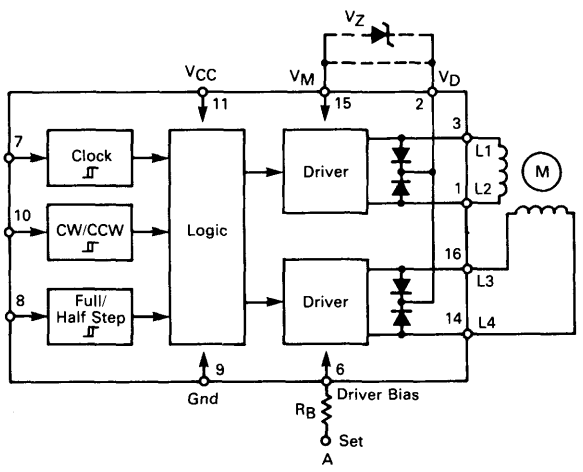 VZ
VCC
VM
VD
11
15
2
7
Clock
3
L1
Driver
M
1
L2
10
CW/CCW
Logic
16
L3
8
Full/
Half Step
Driver
14
L4
9
6
Gnd
Driver Bias
RB
Set
A